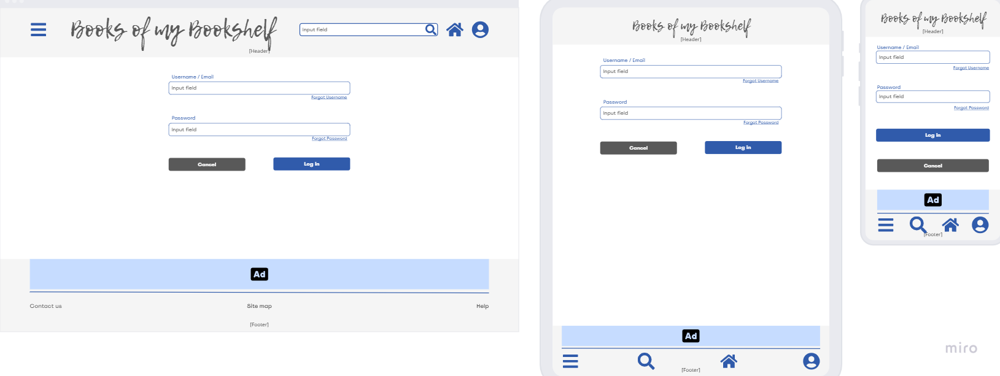 Books of my Bookshelf
Input field
[Header]
Username / Email
Input field
Forgot Username
Password
Input field
Forgot Password
Cancel
Log in
Ad
Contact us
Site map
Help
[Footer]
Books of my Bookshelf
[Header]
Username / Email
Input field
Forgot Username
Password
Input field
Forgot Password
Cancel
Log in
Ad
[Footer]
Books of my Bookshelf
[Header]
Username / Email
Input field
Forgot Username
Password
Input field
Forgot Password
Log in
Cancel
Ad
[Footer]
miro